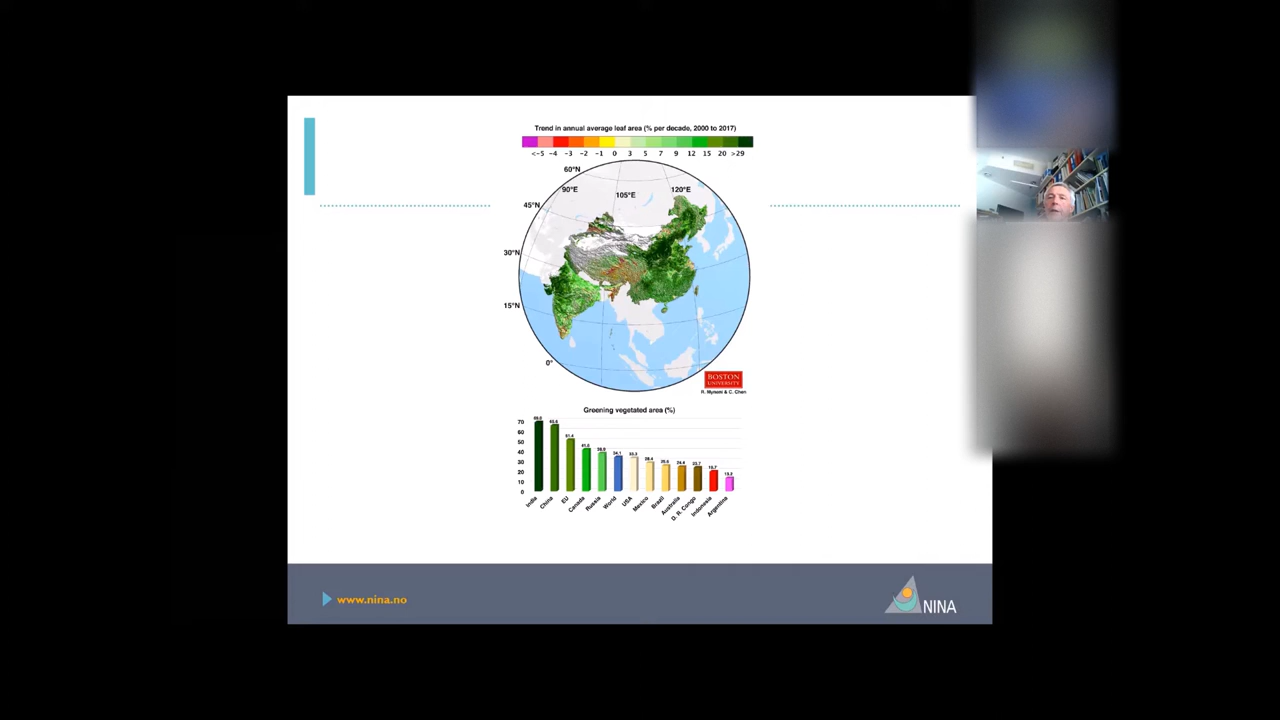 Trend in annual average leaf area (% per decade, 2000 to 2017)
<-5 -4 -3 -2 -1 0 3 5 7 9 12 15 20 >29
60°N
90°E
105°E
120°E
45°N
30°N
15°N
0°
BOSTON
UNIVERSITY
R. Myneni & C. Chen
Greening vegetated area (%)
70
60
50
40
30
20
10
0
India
China
EU
Canada
Russia
World
USA
Mexico
Brazil
Australia
D. R. Congo
Indonesia
Argentina
www.nina.no
NINA